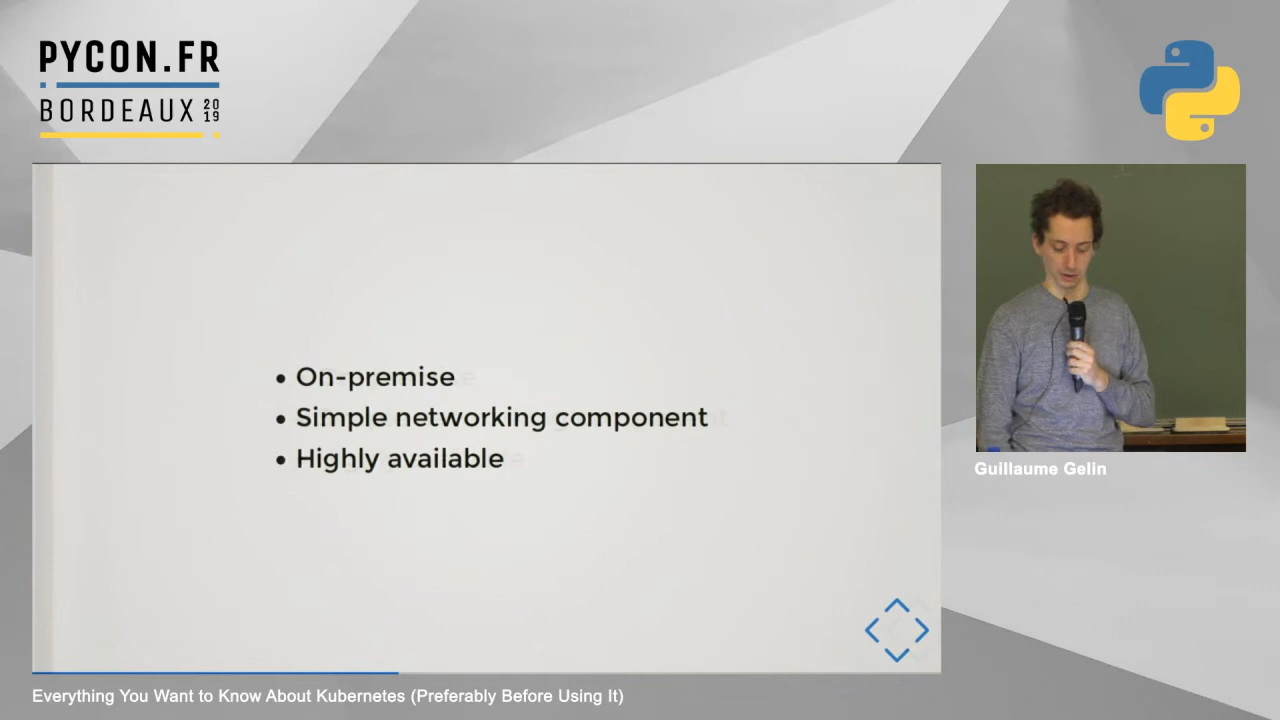 PYCON.FR
BORDEAUX 2019
• On-premise
• Simple networking component
• Highly available
Guillaume Gelin
Everything You Want to Know About Kubernetes (Preferably Before Using It)